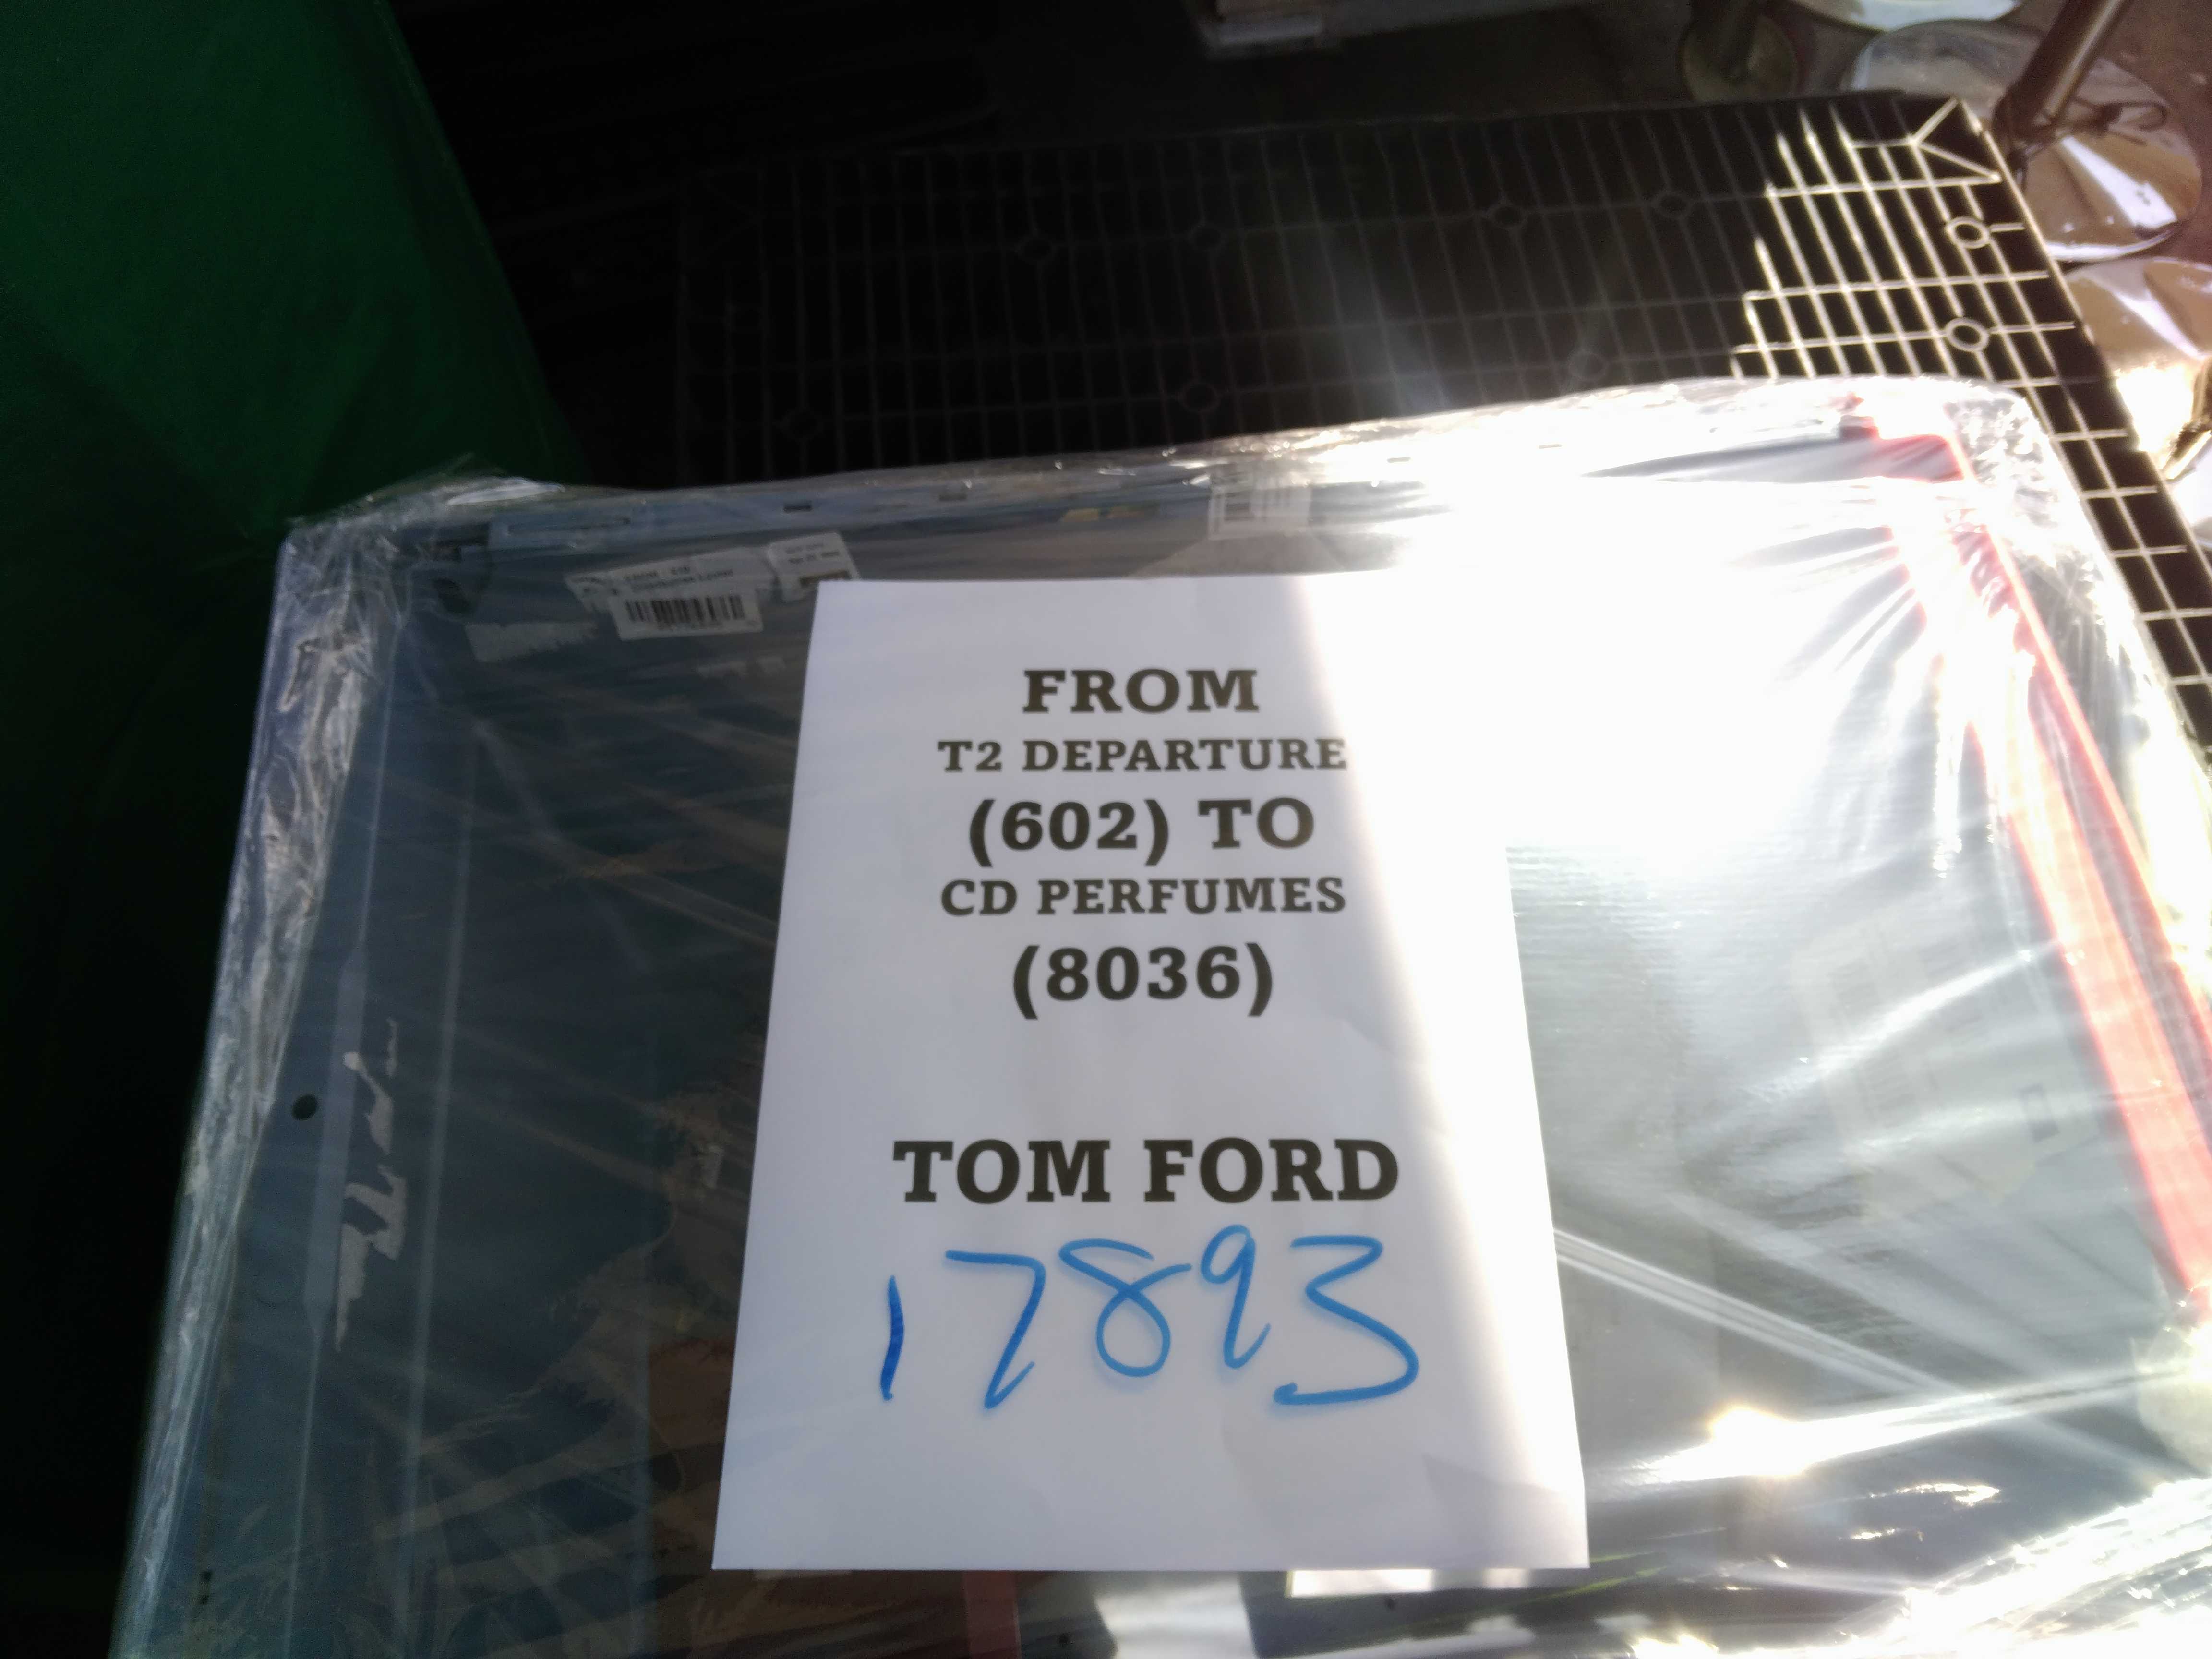 FROM
T2 DEPARTURE
(602) TO
CD PERFUMES
(8036)
TOM FORD
17893